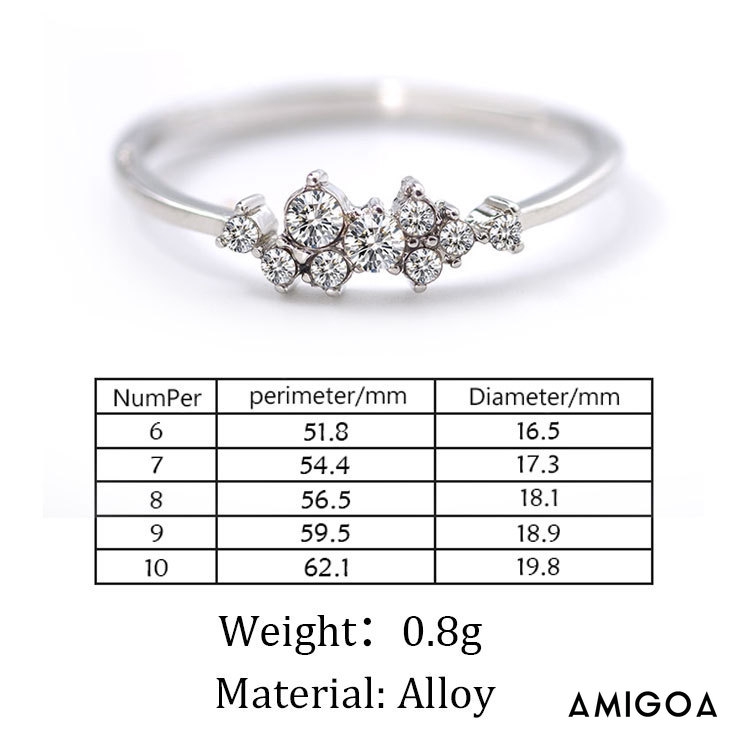 NumPer perimeter/mm Diameter/mm
6 51.8 16.5
7 54.4 17.3
8 56.5 18.1
9 59.5 18.9
10 62.1 19.8
Weight: 0.8g
Material: Alloy
AMIGOA